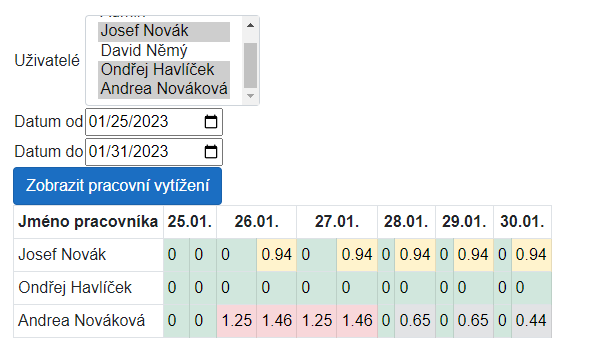 Josef Novák
David Němý
Uživatelé
Ondřej Havlíček
Andrea Nováková
Datum od 01/25/2023
Datum do 01/31/2023
Zobrazit pracovní vytížení
Jméno pracovníka 25.01. 26.01. 27.01. 28.01. 29.01. 30.01.
Josef Novák 0 0 0 0.94 0 0.94 0 0.94 0 0.94 0 0.94
Ondřej Havlíček 0 0 0 0 0 0 0 0 0 0 0 0
Andrea Nováková 0 0 1.25 1.46 1.25 1.46 0 0.65 0 0.65 0 0.44